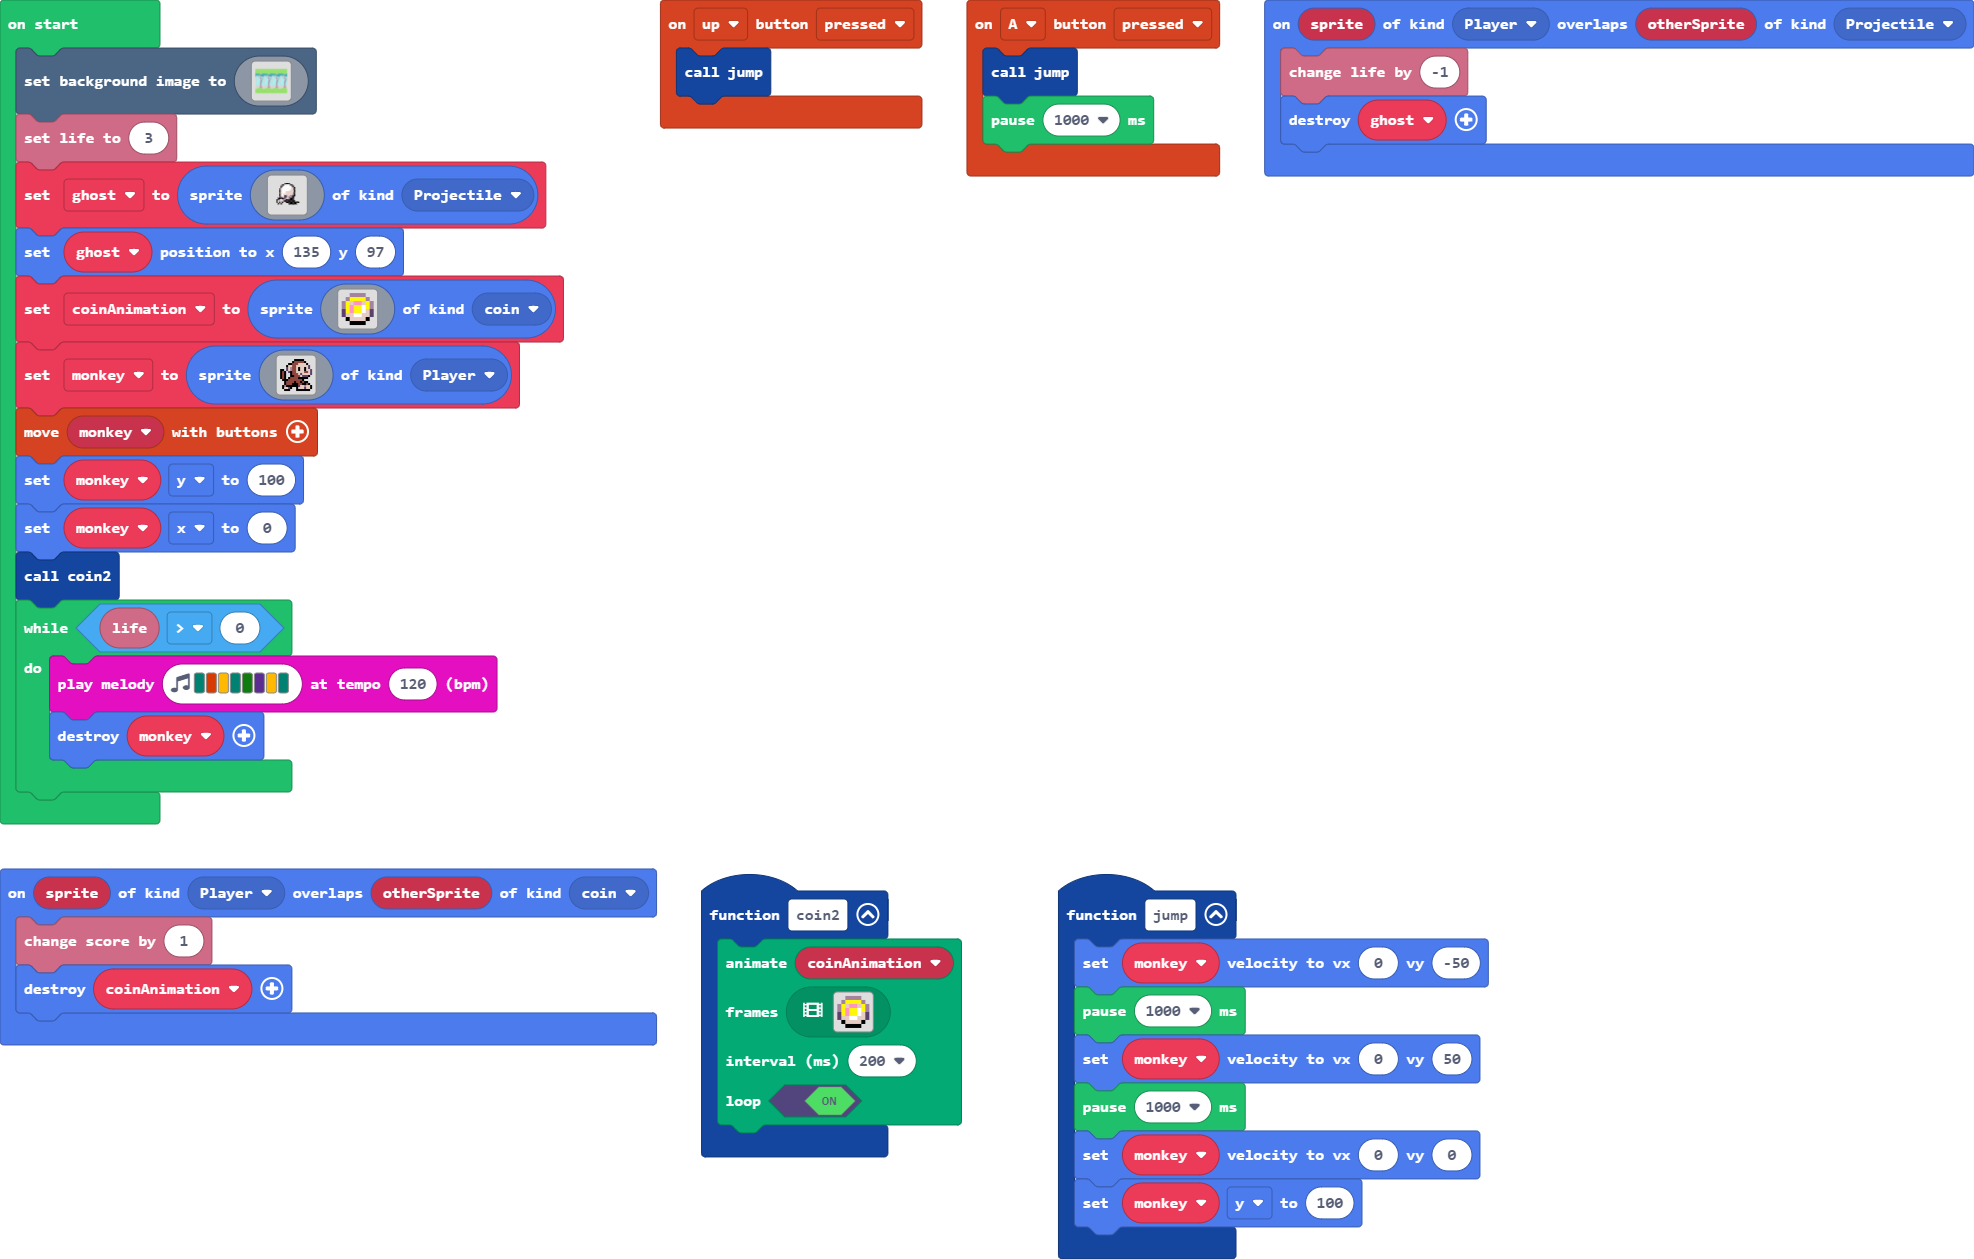 on start
set background image to
set life to 3
set ghost to sprite of kind Projectile
set ghost position to x 135 y 97
set coinAnimation to sprite of kind coin
set monkey to sprite of kind Player
move monkey with buttons
set monkey y to 100
set monkey x to 0
call coin2
while life > 0
do
play melody at tempo 120 (bpm)
destroy monkey
on up button pressed
call jump
on A button pressed
call jump
pause 1000 ms
on sprite of kind Player overlaps otherSprite of kind Projectile
change life by -1
destroy ghost
on sprite of kind Player overlaps otherSprite of kind coin
change score by 1
destroy coinAnimation
function coin2
animate coinAnimation
frames
interval (ms) 200
loop ON
function jump
set monkey velocity to vx 0 vy -50
pause 1000 ms
set monkey velocity to vx 0 vy 50
pause 1000 ms
set monkey velocity to vx 0 vy 0
set monkey y to 100